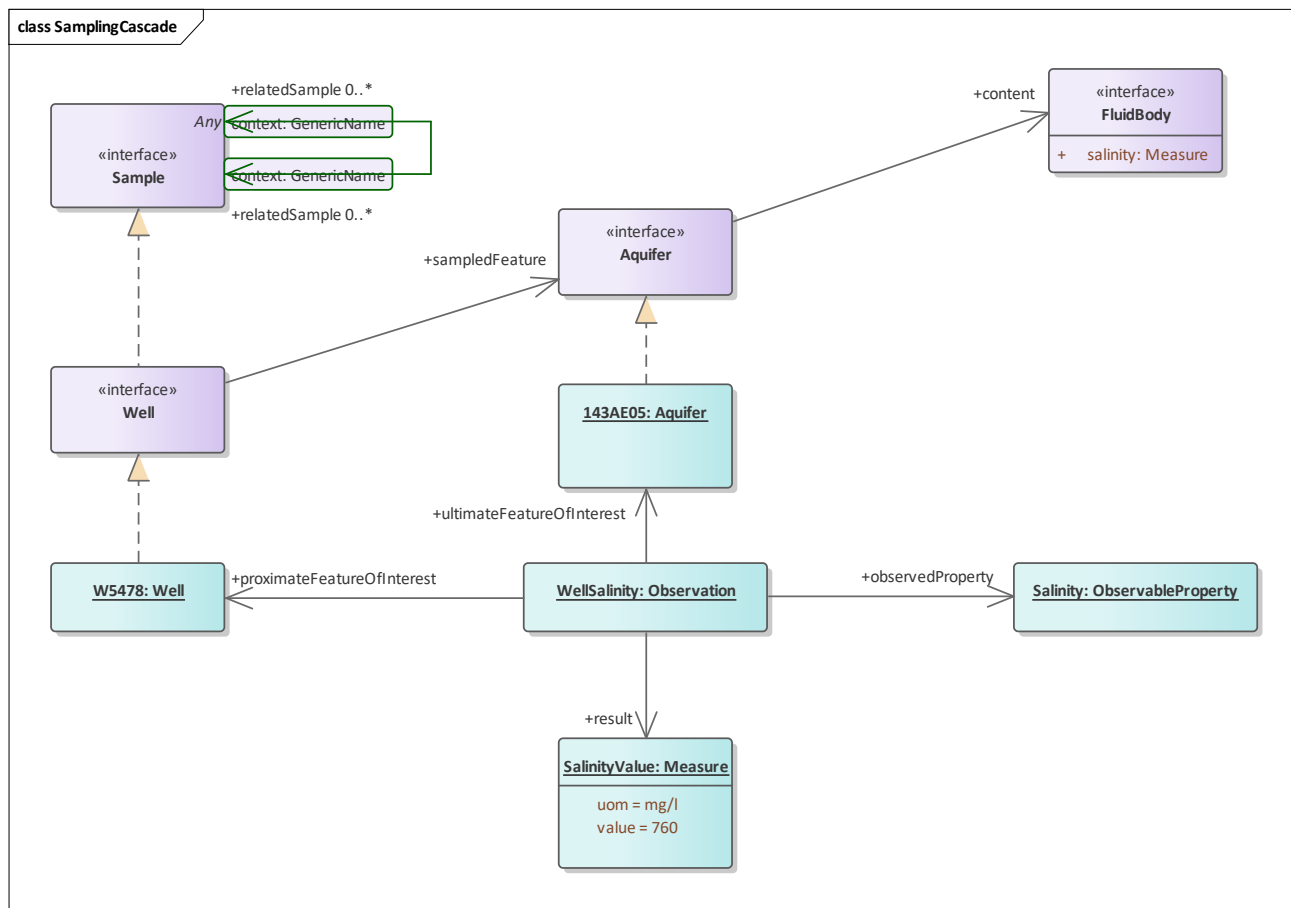 class SamplingCascade
+relatedSample 0..*
Any
context: GenericName
«interface»
Sample
context: GenericName
+relatedSample 0..*
+content
«interface»
FluidBody
+ salinity: Measure
«interface»
Aquifer
+sampledFeature
«interface»
Well
143AE05: Aquifer
+ultimateFeatureOfInterest
W5478: Well
+proximateFeatureOfInterest
WellSalinity: Observation
+observedProperty
Salinity: ObservableProperty
+result
SalinityValue: Measure
uom = mg/l
value = 760